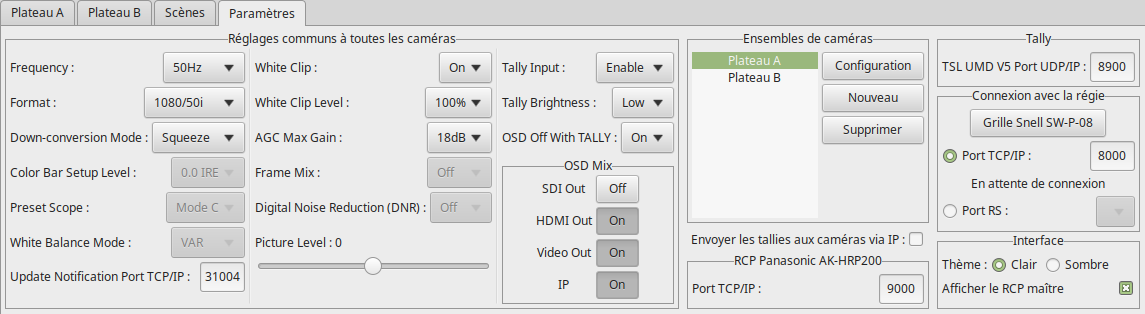 Plateau A
Plateau B
Scènes
Paramètres
Réglages communs à toutes les caméras
Frequency :
50Hz
Format :
1080/50i
Down-conversion Mode :
Squeeze
Color Bar Setup Level :
0.0 IRE
Preset Scope :
Mode C
White Balance Mode :
VAR
Update Notification Port TCP/IP :
31004
White Clip :
On
White Clip Level :
100%
AGC Max Gain :
18dB
Frame Mix :
Off
Digital Noise Reduction (DNR) :
Off
Picture Level : 0
Tally Input :
Enable
Tally Brightness :
Low
OSD Off With TALLY :
On
OSD Mix
SDI Out
Off
HDMI Out
On
Video Out
On
IP
On
Ensembles de caméras
Plateau A
Plateau B
Configuration
Nouveau
Supprimer
Envoyer les tallies aux caméras via IP :
RCP Panasonic AK-HRP200
Port TCP/IP :
9000
Tally
TSL UMD V5 Port UDP/IP :
8900
Connexion avec la régie
Grille Snell SW-P-08
Port TCP/IP :
8000
En attente de connexion
Port RS :
Interface
Thème :
Clair
Sombre
Afficher le RCP maître